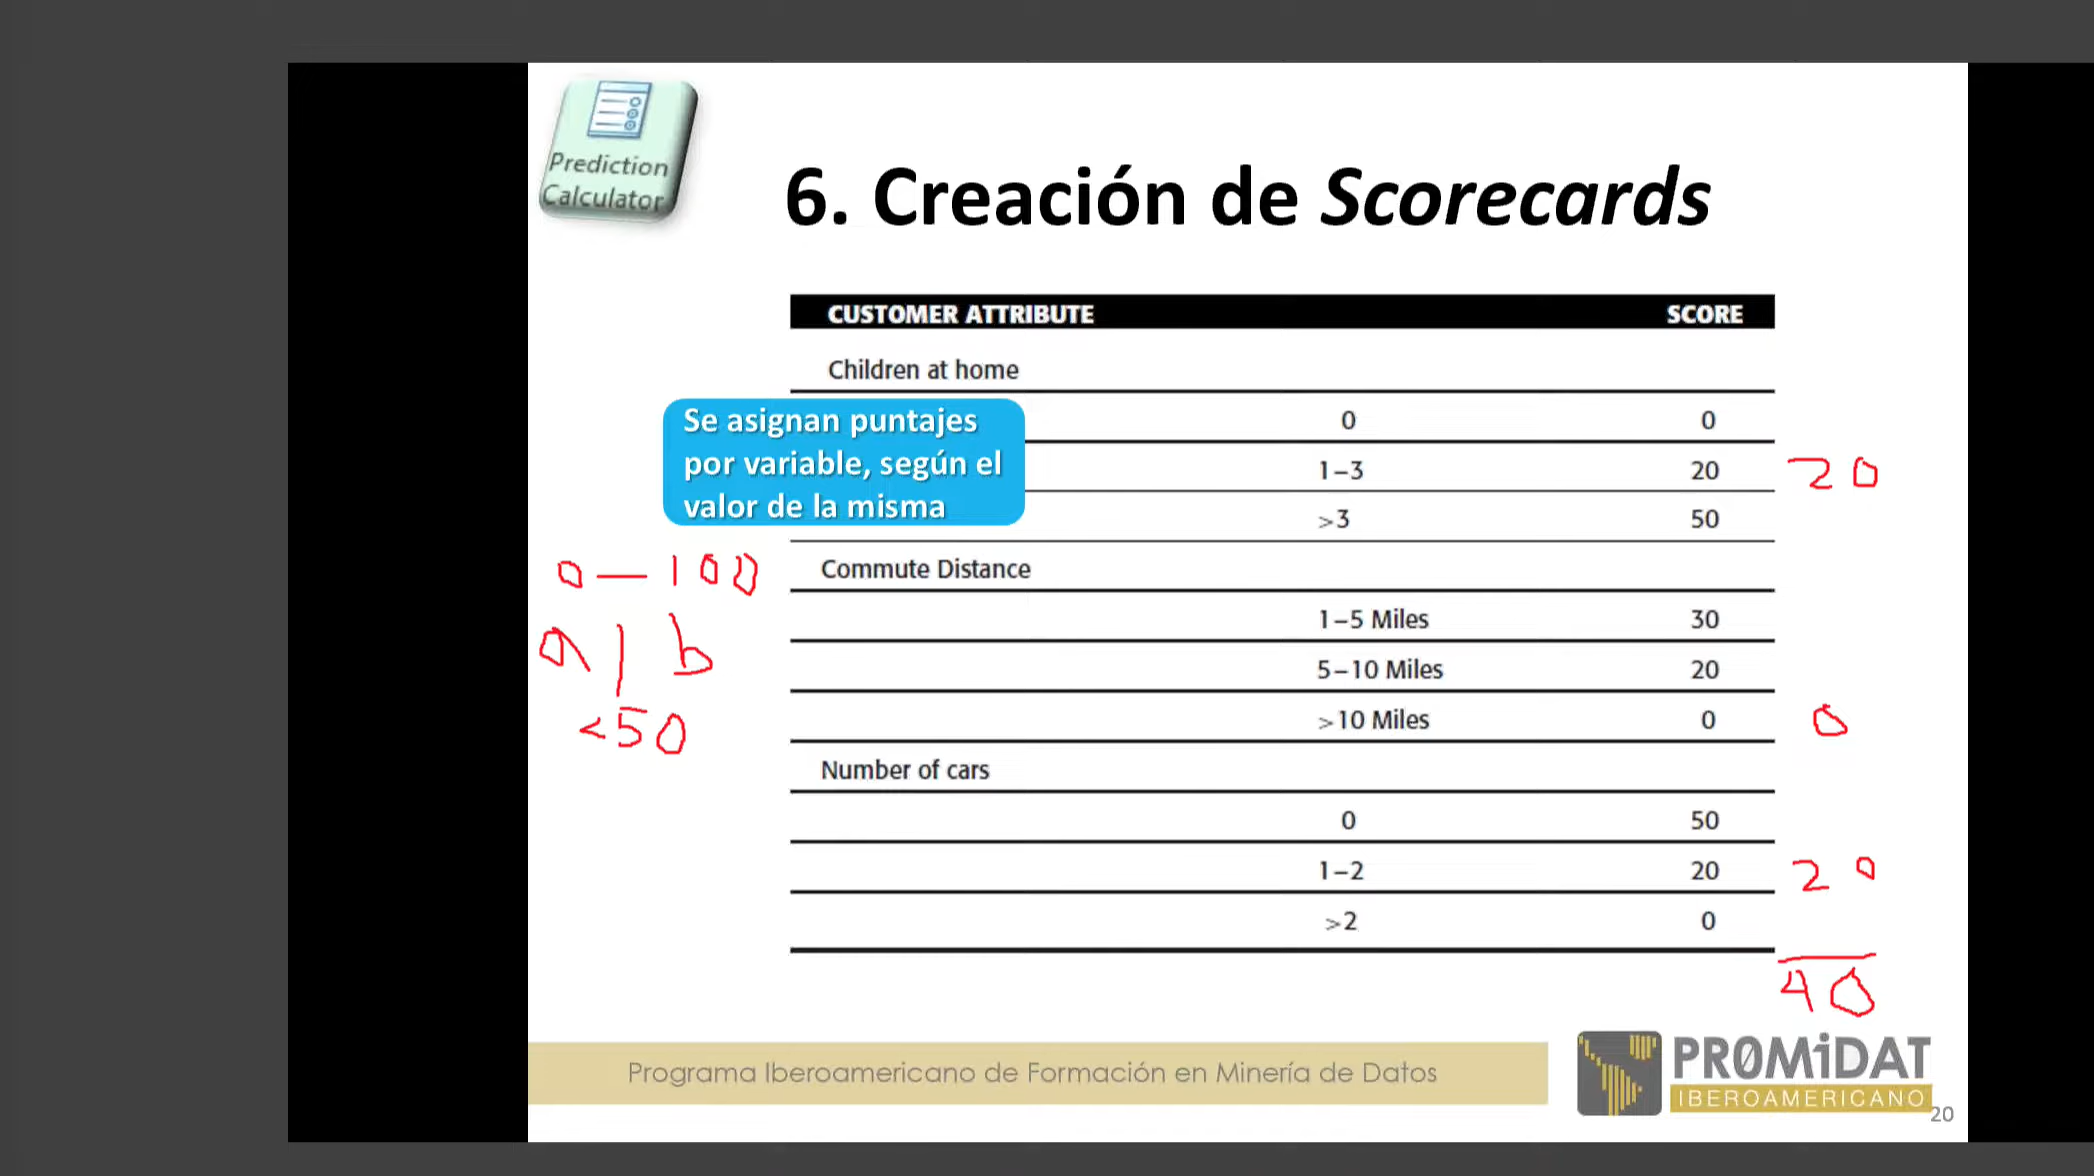 Prediction
Calculator
6. Creación de Scorecards
CUSTOMER ATTRIBUTE SCORE
Children at home
Se asignan puntajes
por variable, según el
valor de la misma
0 0
1–3 20 20
>3 50
0 — 100
Commute Distance
1–5 Miles 30
a | b
5–10 Miles 20
<50
>10 Miles 0 0
Number of cars
0 50
1–2 20 20
>2 0
40
Programa Iberoamericano de Formación en Minería de Datos
PR0MiDAT
IBEROAMERICANO
20